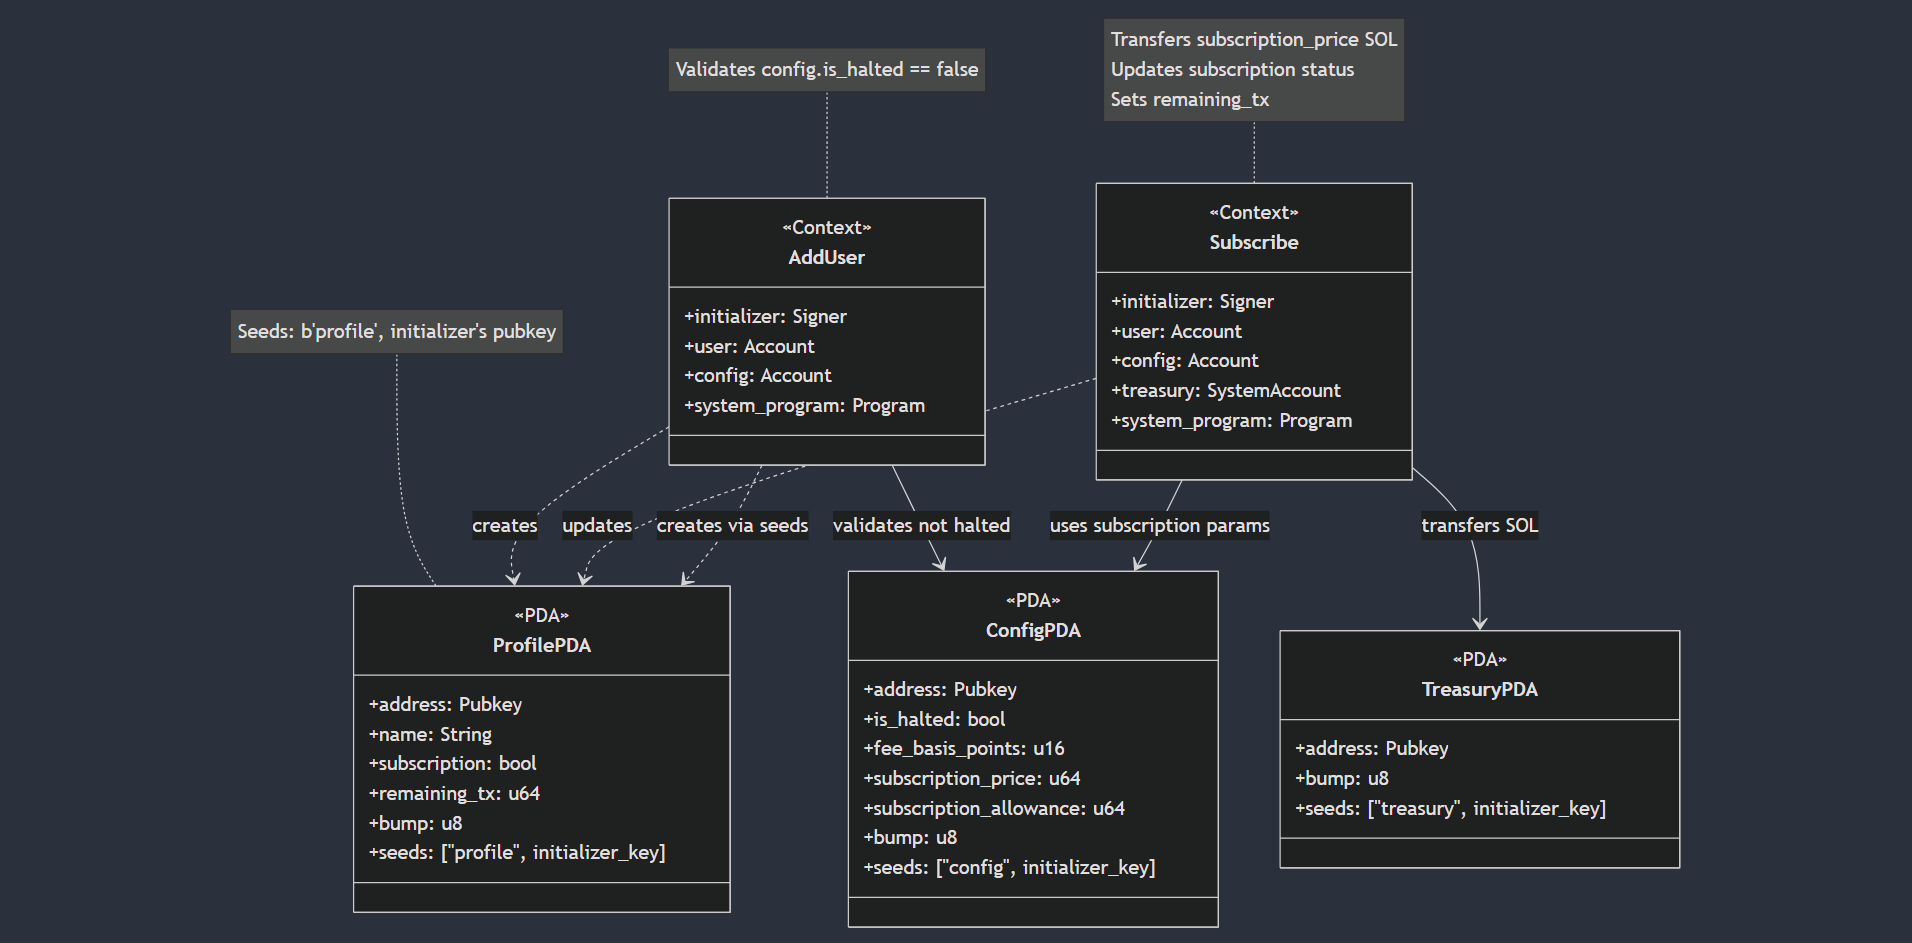 Validates config.is_halted == false
Transfers subscription_price SOL
Updates subscription status
Sets remaining_tx
Seeds: b'profile', initializer's pubkey
«Context»
AddUser
+initializer: Signer
+user: Account
+config: Account
+system_program: Program
«Context»
Subscribe
+initializer: Signer
+user: Account
+config: Account
+treasury: SystemAccount
+system_program: Program
creates
updates
creates via seeds
validates not halted
uses subscription params
transfers SOL
«PDA»
ProfilePDA
+address: Pubkey
+name: String
+subscription: bool
+remaining_tx: u64
+bump: u8
+seeds: ["profile", initializer_key]
«PDA»
ConfigPDA
+address: Pubkey
+is_halted: bool
+fee_basis_points: u16
+subscription_price: u64
+subscription_allowance: u64
+bump: u8
+seeds: ["config", initializer_key]
«PDA»
TreasuryPDA
+address: Pubkey
+bump: u8
+seeds: ["treasury", initializer_key]